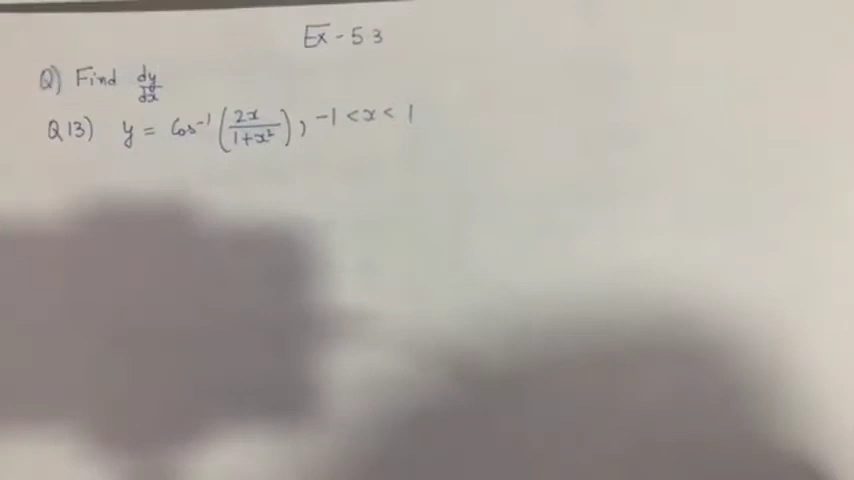 Ex - 5.3
Q) Find dy/dx
Q13) y = Cos⁻¹(2x/1+x²), -1 < x < 1